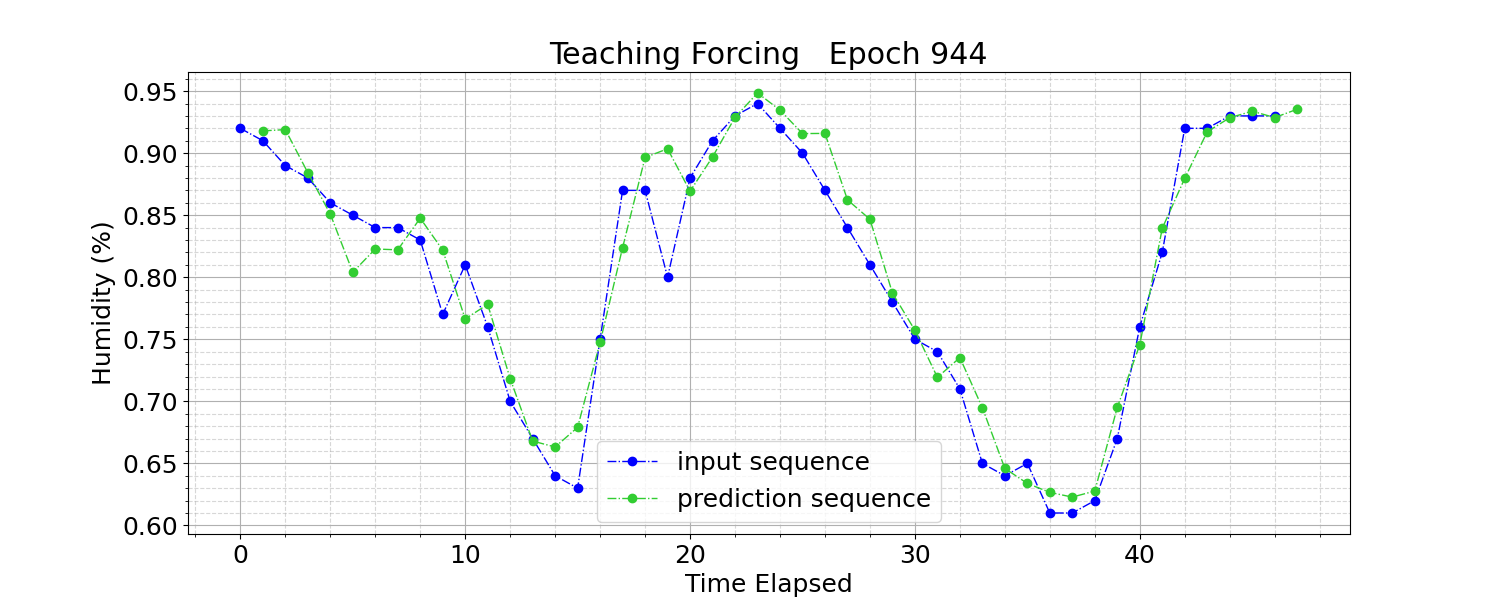 Teaching Forcing   Epoch 944
0.95
0.90
0.85
0.80
0.75
0.70
0.65
0.60
Humidity (%)
input sequence
prediction sequence
0 10 20 30 40
Time Elapsed